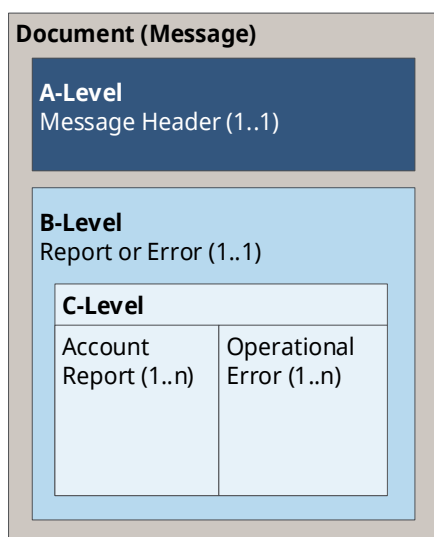 Document (Message)
A-Level
Message Header (1..1)
B-Level
Report or Error (1..1)
C-Level
Account
Report (1..n)
Operational
Error (1..n)